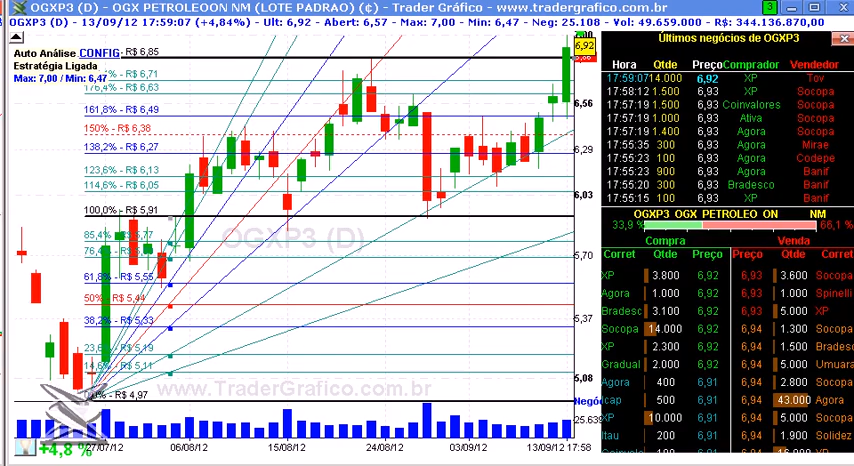 OGXP3 (D) - OGX PETROLEOON NM (LOTE PADRAO) (¢) - Trader Gráfico - www.tradergrafico.com.br
3
OGXP3 (D) - 13/09/12 17:59:07 (+4,84%) - Ult: 6,92 - Abert: 6,57 - Max: 7,00 - Min: 6,47 - Neg: 25.108 - Vol: 49.659.000 - Vol: R$ 344.136.870,00
Auto Análise CONFIG:
Estratégia Ligada
Max: 7,00 / Min: 6,47
R$ 6,85
R$ 6,71
176,4% - R$ 6,63
161,8% - R$ 6,49
150% - R$ 6,38
138,2% - R$ 6,27
123,6% - R$ 6,13
114,6% - R$ 6,05
100,0% - R$ 5,91
85,4% - R$ 5,77
76,4%
61,8% - R$ 5,55
50% - R$ 5,44
38,2% - R$ 5,33
23,6% - R$ 5,19
14,6% - R$ 5,11
R$ 4,97
OGXP3 (D)
www.TraderGrafico.com.br
6,92
6,56
6,29
6,03
5,70
5,37
5,08
Negóc
25.639
+4,8 %
27/07/12 06/08/12 15/08/12 24/08/12 03/09/12 13/09/12 17:58
Últimos negócios de OGXP3
Hora Qtde Preço Comprador Vendedor
17:59:07 14.000 6,92 XP Tov
17:58:12 1.500 6,93 XP Socopa
17:57:19 1.500 6,93 Coinvalores Socopa
17:57:19 1.000 6,93 Ativa Socopa
17:57:19 1.400 6,93 Agora Socopa
17:55:35 300 6,93 Agora Mirae
17:55:23 100 6,93 Agora Codepe
17:55:23 900 6,93 Agora Banif
17:55:20 300 6,93 Bradesco Banif
17:55:15 100 6,93 XP Banif
OGXP3 OGX PETROLEO ON NM
33,9 % 66,1 %
Compra Venda
Corret Qtde Preço Preço Qtde Corret
XP 3.800 6,92 6,93 3.600 Socopa
Agora 1.000 6,92 6,93 1.000 Spinelli
Bradesc 3.100 6,92 6,93 5.000 XP
Socopa 14.000 6,92 6,94 1.300 Socopa
XP 2.300 6,92 6,94 1.500 Bradesc
Gradual 2.000 6,92 6,94 5.000 Umuara
Agora 400 6,91 6,94 2.800 Socopa
Icap 500 6,91 6,94 43.000 Agora
XP 10.000 6,91 6,94 5.000 Socopa
Itau 200 6,91 6,94 1.900 Solidez
100 6,91 6,94 XP